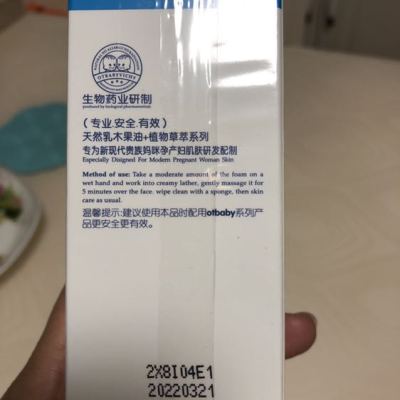 OTBABYVICHY
生物药业研制
produced by biological pharmaceutical
(专业.安全.有效)
天然乳木果油+植物草萃系列
专为新现代贵族妈咪孕产妇肌肤研发配制
Especially Disigned For Modern Pregnant Woman Skin
Method of use: Take a moderate amount of the foam on a
wet hand and work into creamy lather, gently massage it for
5 minutes over the face. wipe clean with a sponge, then skin
care as usual.
温馨提示:建议使用本品时配用otbaby系列产
品更安全更有效。
2X8I04E1
20220321